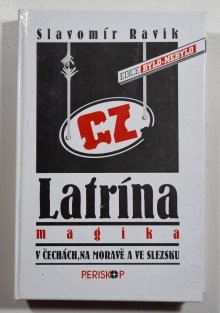 Slavomír Ravik
EDICE BYLO-NEBYLO
CZ
Latrína
magika
V ČECHÁCH, NA MORAVĚ A VE SLEZSKU
PERISKOP